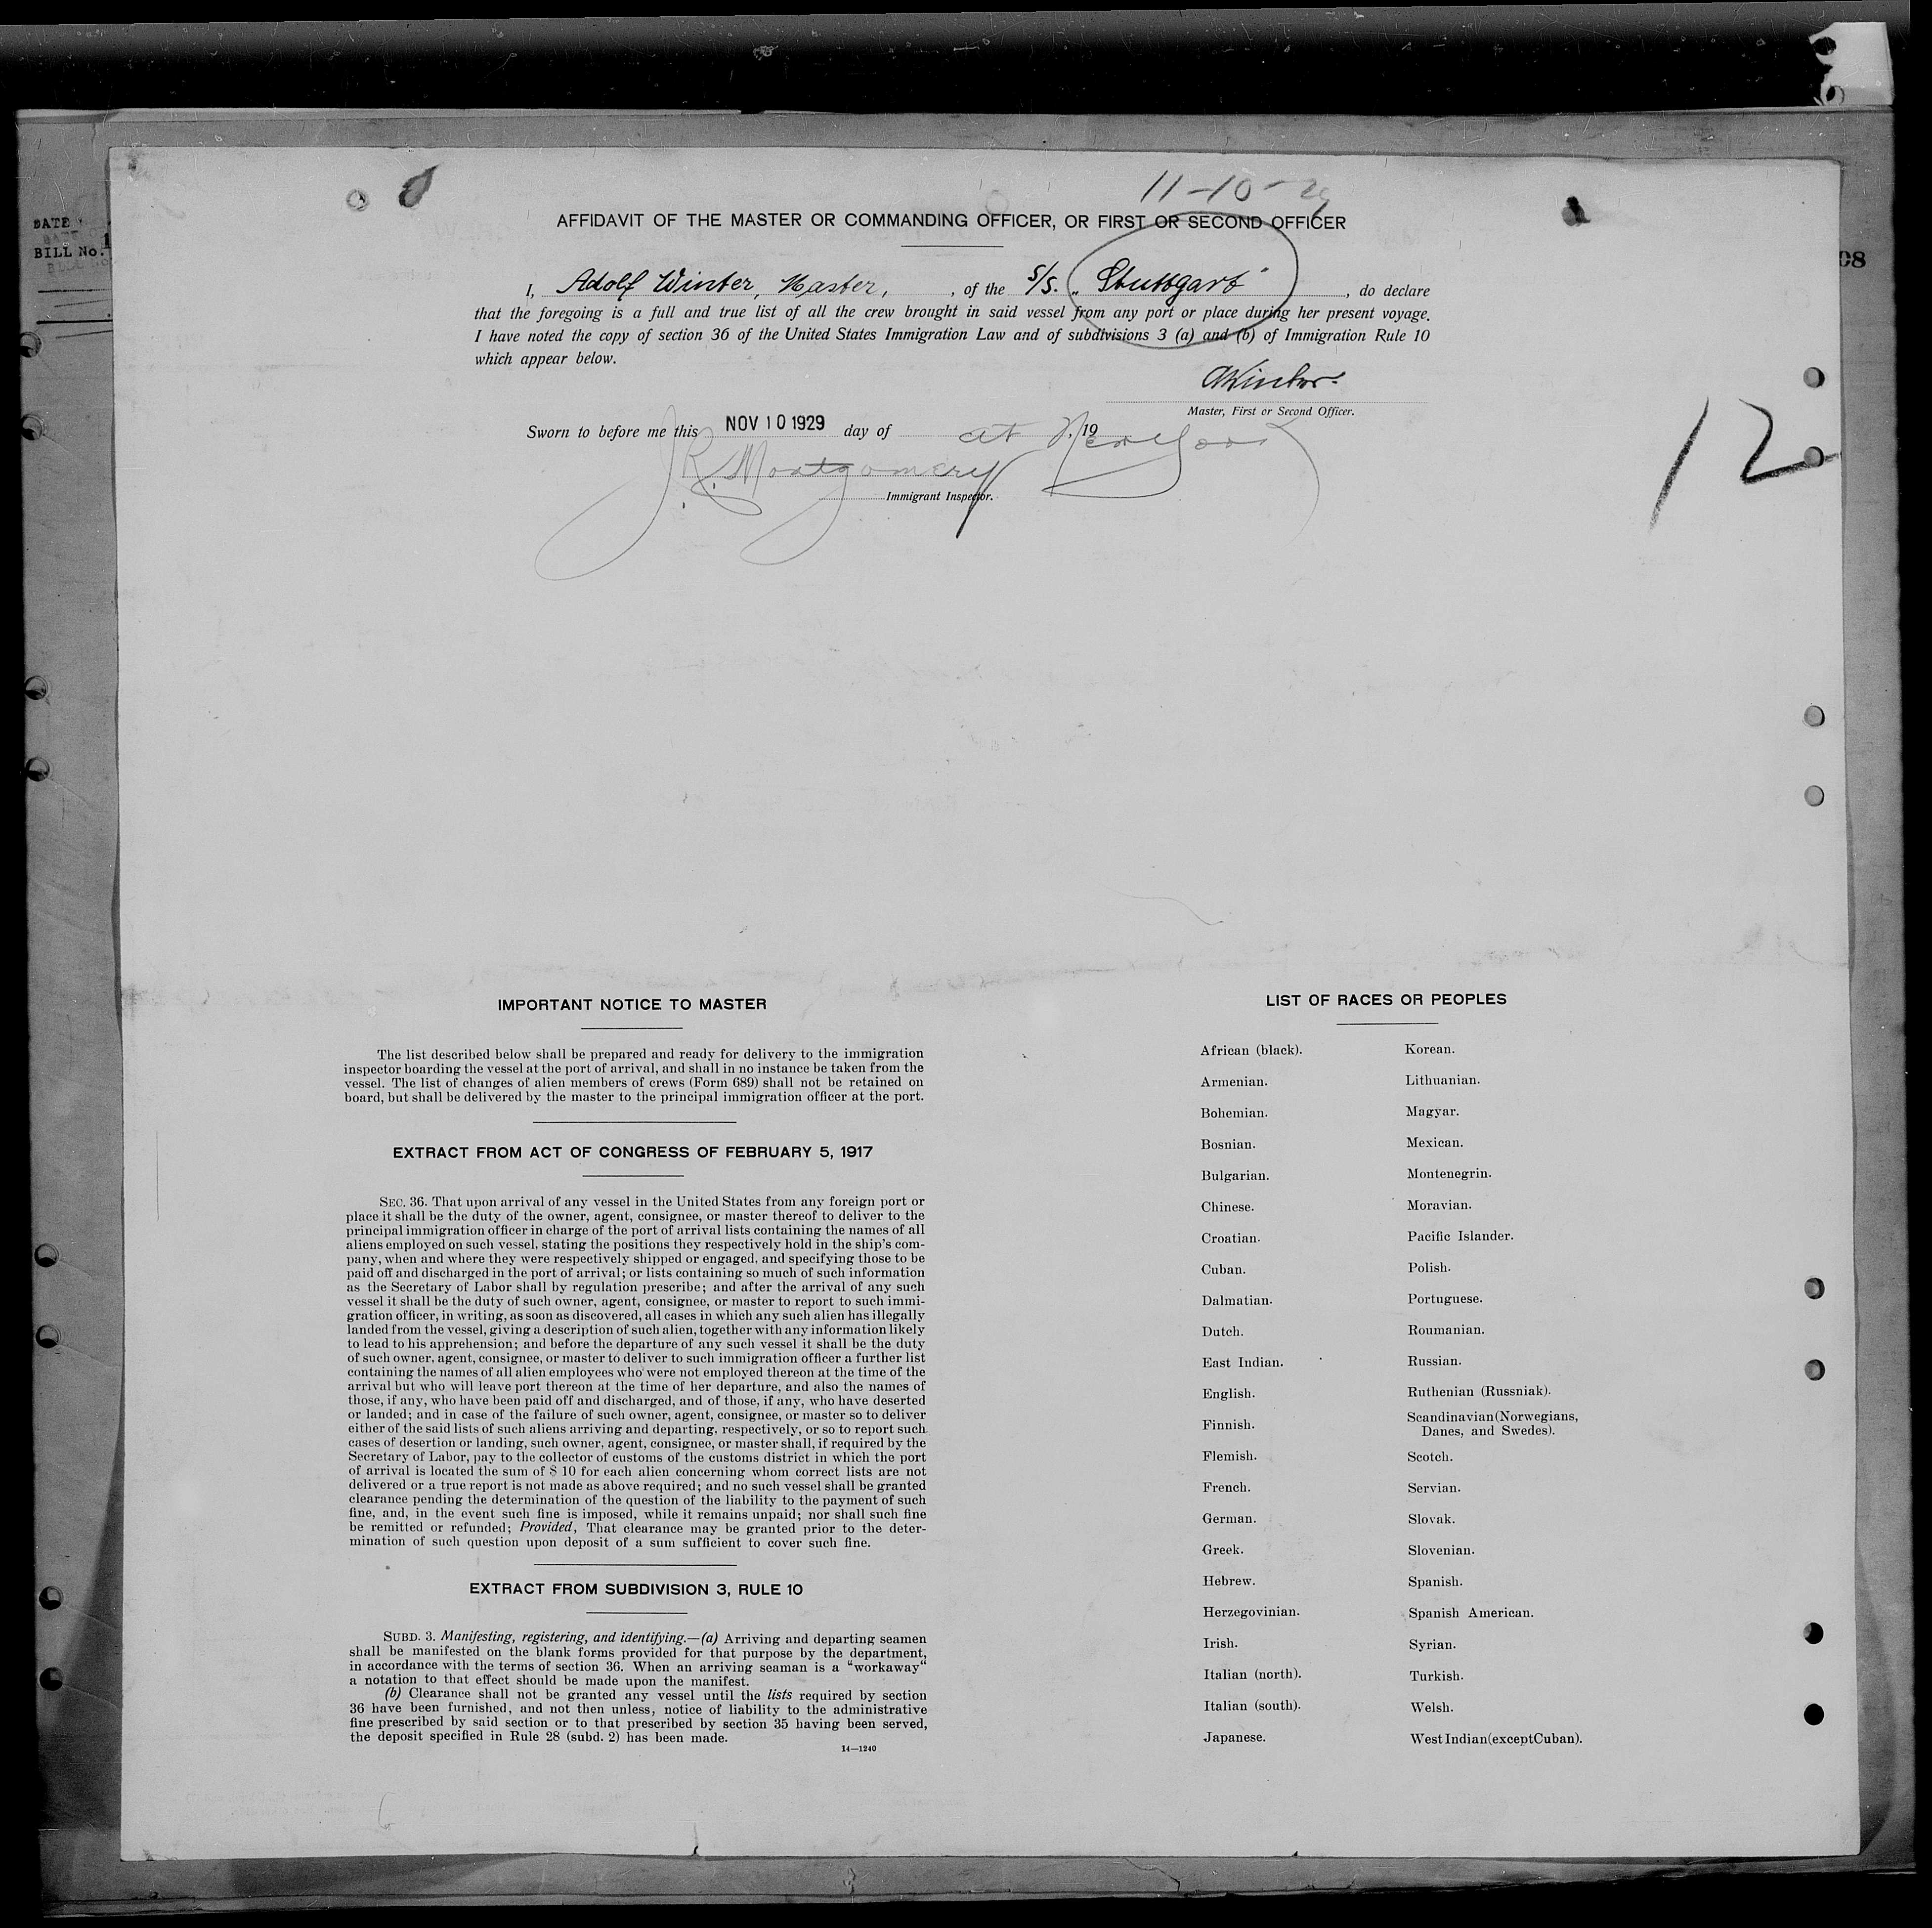 11-10-29
AFFIDAVIT OF THE MASTER OR COMMANDING OFFICER, OR FIRST OR SECOND OFFICER
I, Adolf Winter, Master, , of the S/S. „Stuttgart", do declare
that the foregoing is a full and true list of all the crew brought in said vessel from any port or place during her present voyage.
I have noted the copy of section 36 of the United States Immigration Law and of subdivisions 3 (a) and (b) of Immigration Rule 10
which appear below.
AWinter.
Master, First or Second Officer.
Sworn to before me this NOV 10 1929 day of at New York , 19
J.R. Montgomery
Immigrant Inspector.
12
DATE
BILL No. 1
08
IMPORTANT NOTICE TO MASTER
The list described below shall be prepared and ready for delivery to the immigration
inspector boarding the vessel at the port of arrival, and shall in no instance be taken from the
vessel. The list of changes of alien members of crews (Form 689) shall not be retained on
board, but shall be delivered by the master to the principal immigration officer at the port.
EXTRACT FROM ACT OF CONGRESS OF FEBRUARY 5, 1917
SEC. 36. That upon arrival of any vessel in the United States from any foreign port or
place it shall be the duty of the owner, agent, consignee, or master thereof to deliver to the
principal immigration officer in charge of the port of arrival lists containing the names of all
aliens employed on such vessel, stating the positions they respectively hold in the ship's com-
pany, when and where they were respectively shipped or engaged, and specifying those to be
paid off and discharged in the port of arrival; or lists containing so much of such information
as the Secretary of Labor shall by regulation prescribe; and after the arrival of any such
vessel it shall be the duty of such owner, agent, consignee, or master to report to such immi-
gration officer, in writing, as soon as discovered, all cases in which any such alien has illegally
landed from the vessel, giving a description of such alien, together with any information likely
to lead to his apprehension; and before the departure of any such vessel it shall be the duty
of such owner, agent, consignee, or master to deliver to such immigration officer a further list
containing the names of all alien employees who were not employed thereon at the time of the
arrival but who will leave port thereon at the time of her departure, and also the names of
those, if any, who have been paid off and discharged, and of those, if any, who have deserted
or landed; and in case of the failure of such owner, agent, consignee, or master so to deliver
either of the said lists of such aliens arriving and departing, respectively, or so to report such
cases of desertion or landing, such owner, agent, consignee, or master shall, if required by the
Secretary of Labor, pay to the collector of customs of the customs district in which the port
of arrival is located the sum of $ 10 for each alien concerning whom correct lists are not
delivered or a true report is not made as above required; and no such vessel shall be granted
clearance pending the determination of the question of the liability to the payment of such
fine, and, in the event such fine is imposed, while it remains unpaid; nor shall such fine
be remitted or refunded; Provided, That clearance may be granted prior to the deter-
mination of such question upon deposit of a sum sufficient to cover such fine.
EXTRACT FROM SUBDIVISION 3, RULE 10
SUBD. 3. Manifesting, registering, and identifying.—(a) Arriving and departing seamen
shall be manifested on the blank forms provided for that purpose by the department,
in accordance with the terms of section 36. When an arriving seaman is a “workaway“
a notation to that effect should be made upon the manifest.
(b) Clearance shall not be granted any vessel until the lists required by section
36 have been furnished, and not then unless, notice of liability to the administrative
fine prescribed by said section or to that prescribed by section 35 having been served,
the deposit specified in Rule 28 (subd. 2) has been made.
14—1240
LIST OF RACES OR PEOPLES
African (black). Korean.
Armenian. Lithuanian.
Bohemian. Magyar.
Bosnian. Mexican.
Bulgarian. Montenegrin.
Chinese. Moravian.
Croatian. Pacific Islander.
Cuban. Polish.
Dalmatian. Portuguese.
Dutch. Roumanian.
East Indian. Russian.
English. Ruthenian (Russniak).
Finnish. Scandinavian (Norwegians,
Danes, and Swedes).
Flemish. Scotch.
French. Servian.
German. Slovak.
Greek. Slovenian.
Hebrew. Spanish.
Herzegovinian. Spanish American.
Irish. Syrian.
Italian (north). Turkish.
Italian (south). Welsh.
Japanese. West Indian (except Cuban).